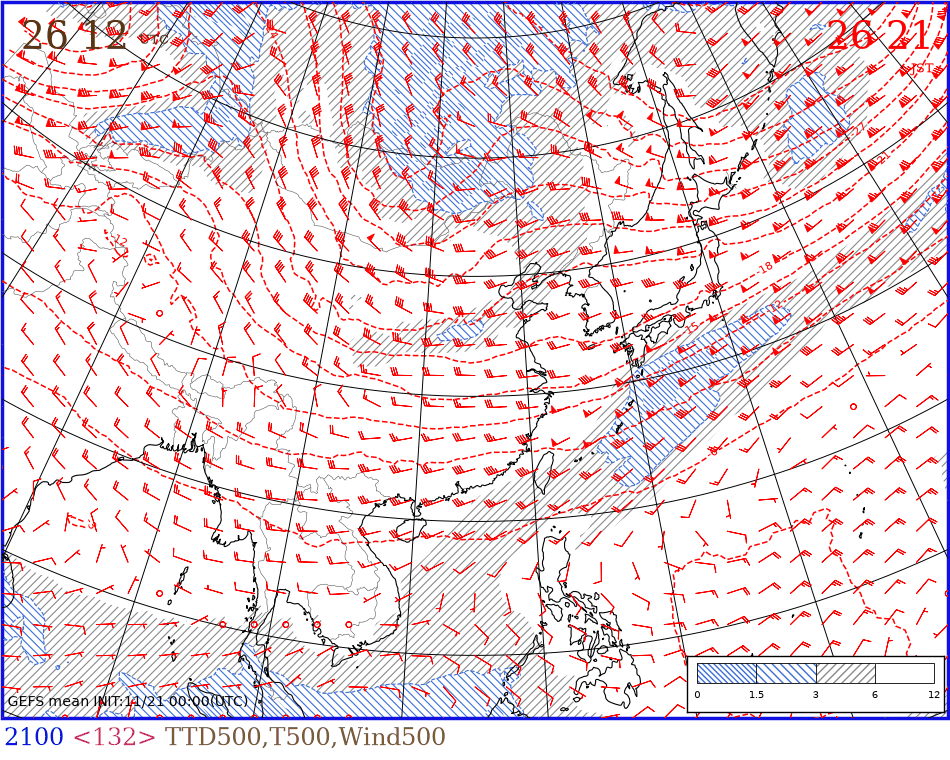 26 12 UTC
26 21
JST
-21
-18
-15
-12
GEFS mean INIT:11/21 00:00(UTC)
0 1.5 3 6 12
2100 <132> TTD500,T500,Wind500